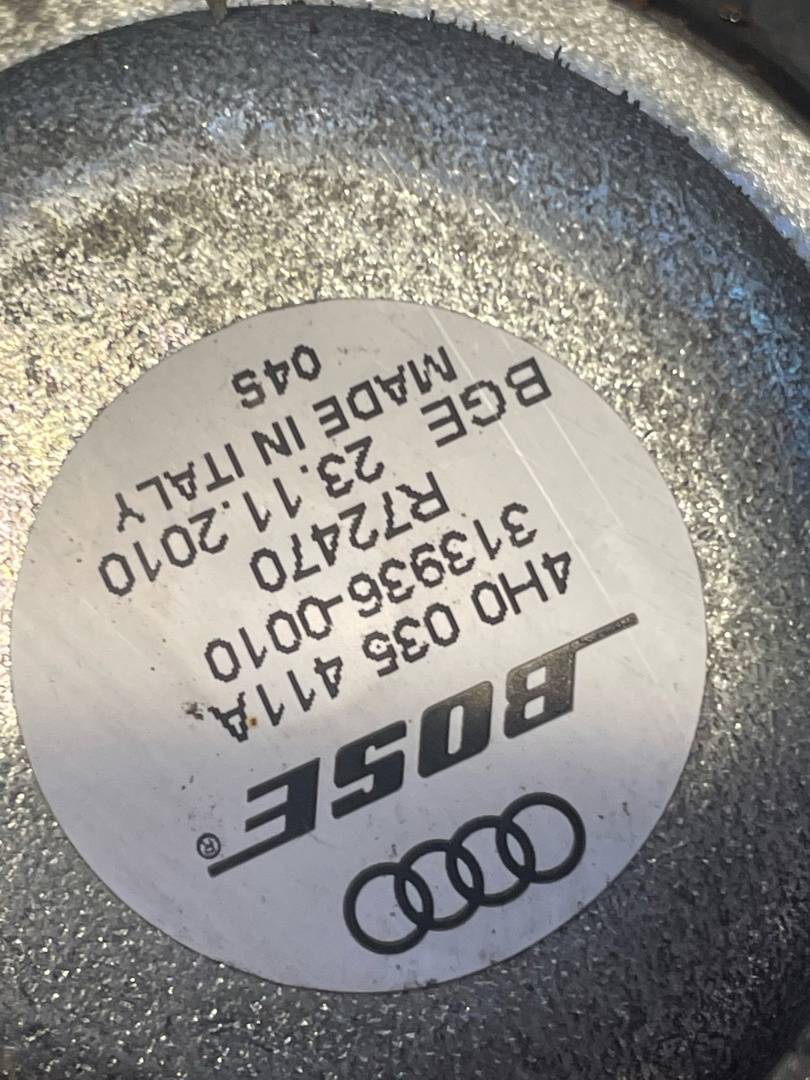 BOSE®
4H0 035 411A
313936-0010
R72470
23.11.2010
BGE MADE IN ITALY
04S